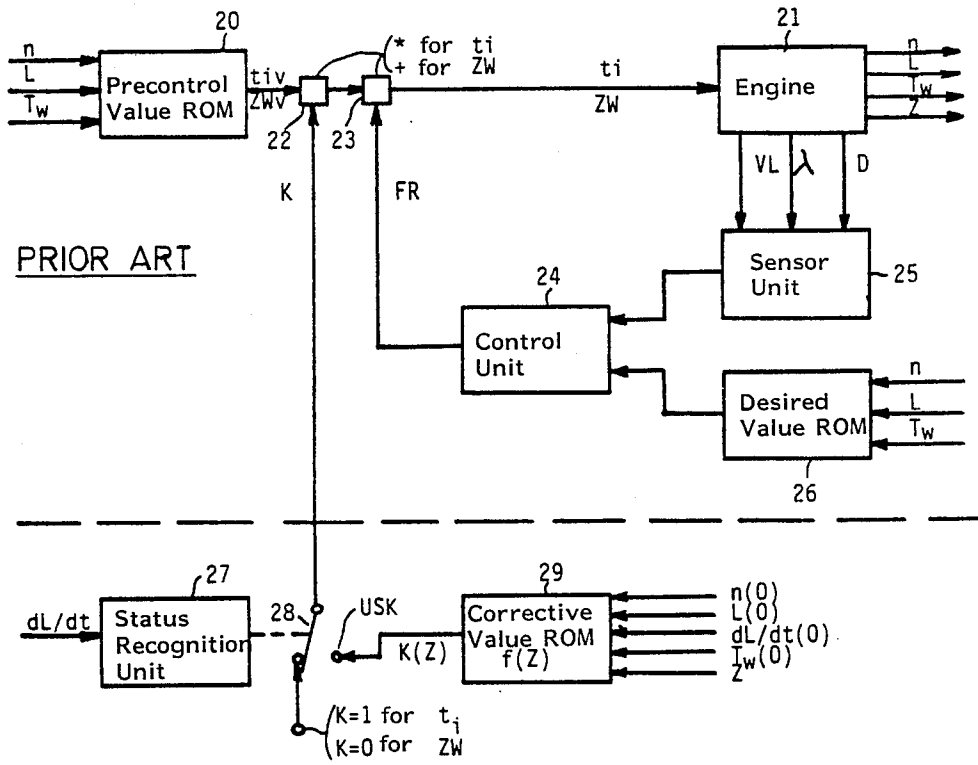 20
n
L
Tw
Precontrol
Value ROM
tiv
ZWv
22
23
* for ti
+ for ZW
ti
ZW
21
Engine
n
L
Tw
Z
VL λ D
K
FR
PRIOR ART
Sensor
Unit
25
24
Control
Unit
Desired
Value ROM
n
L
Tw
26
27
dL/dt
Status
Recognition
Unit
28
USK
K(Z)
29
Corrective
Value ROM
f(Z)
n(0)
L(0)
dL/dt(0)
Tw(0)
Z
K=1 for ti
K=0 for ZW